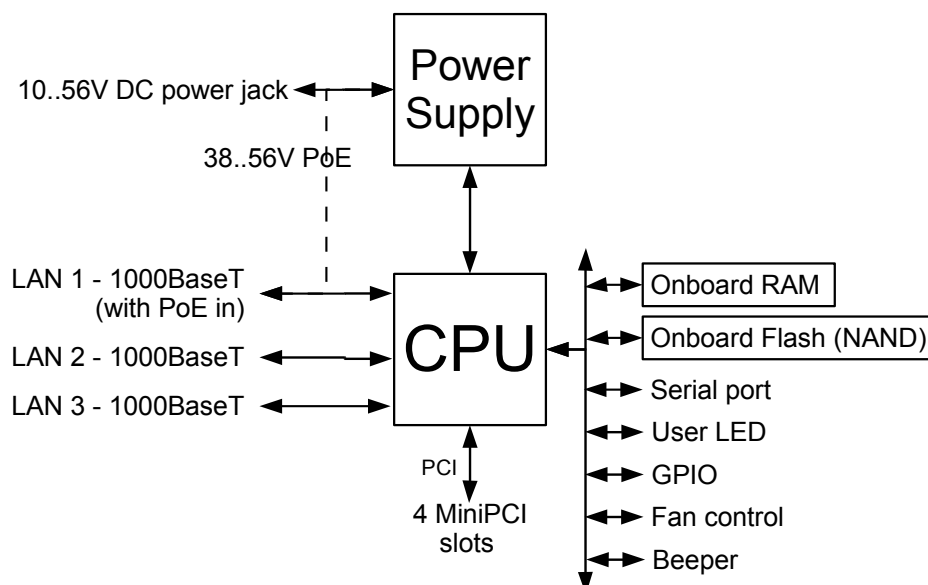 Power
Supply
10..56V DC power jack
38..56V PoE
LAN 1 - 1000BaseT
(with PoE in)
LAN 2 - 1000BaseT
LAN 3 - 1000BaseT
CPU
PCI
4 MiniPCI
slots
Onboard RAM
Onboard Flash (NAND)
Serial port
User LED
GPIO
Fan control
Beeper